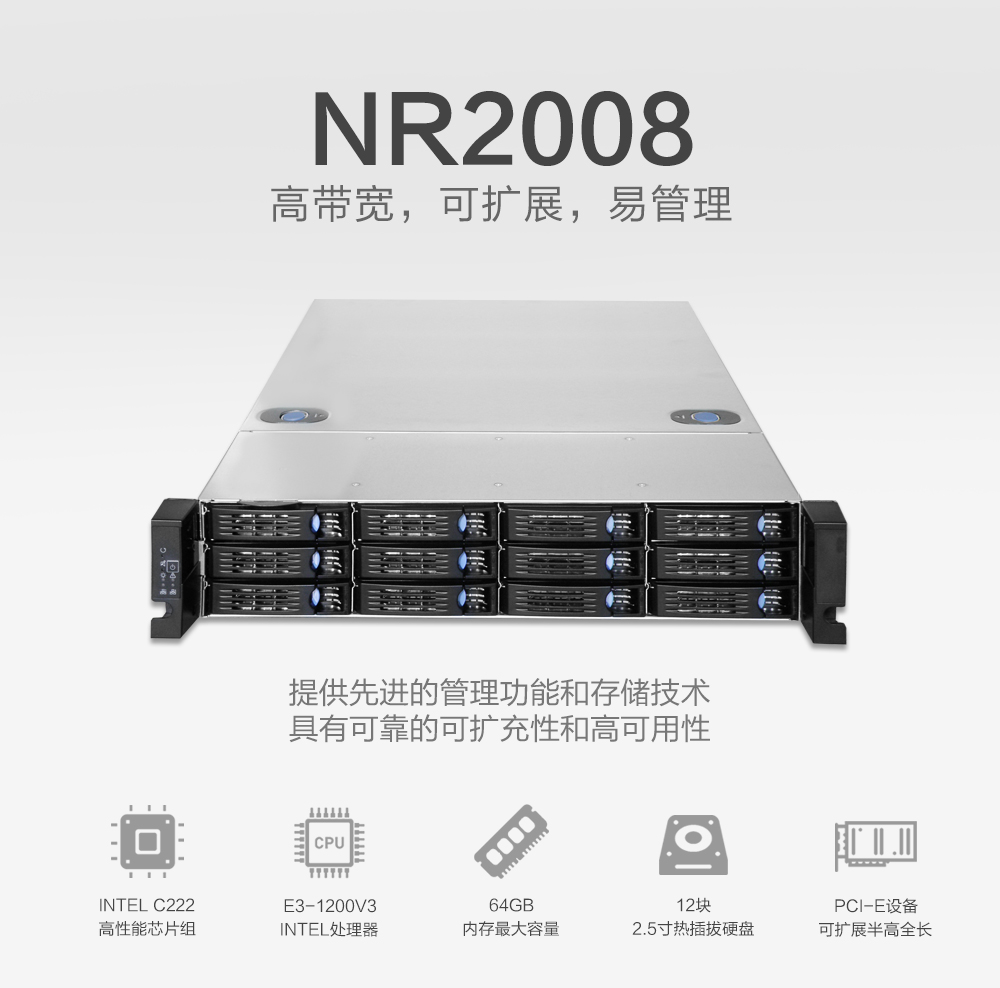 NR2008
高带宽，可扩展，易管理
提供先进的管理功能和存储技术
具有可靠的可扩充性和高可用性
CPU
INTEL C222
高性能芯片组
E3-1200V3
INTEL处理器
64GB
内存最大容量
12块
2.5寸热插拔硬盘
PCI-E设备
可扩展半高全长